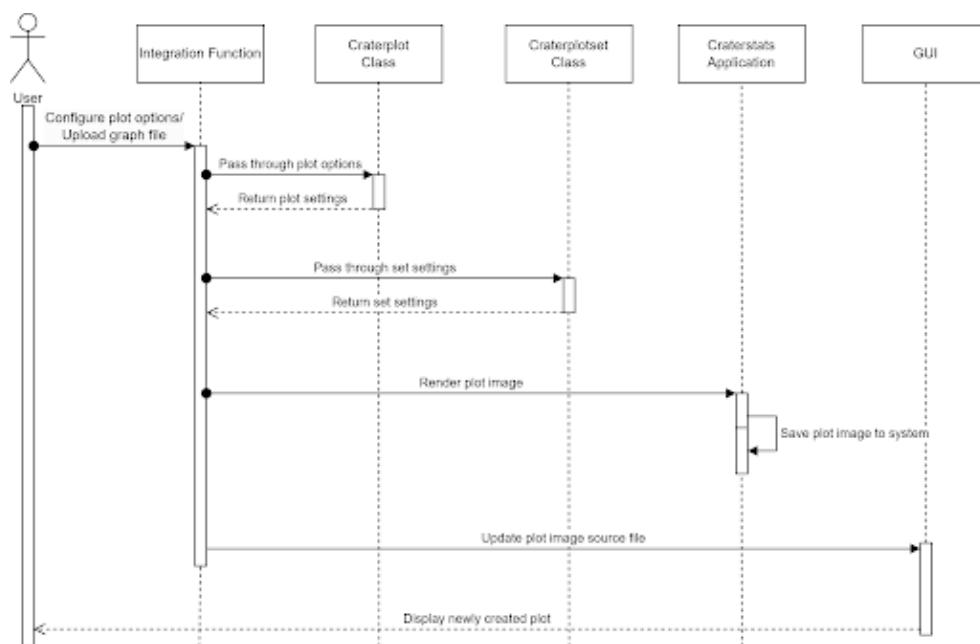 Integration Function
Craterplot
Class
Craterplotset
Class
Craterstats
Application
GUI
User
Configure plot options/
Upload graph file
Pass through plot options
Return plot settings
Pass through set settings
Return set settings
Render plot image
Save plot image to system
Update plot image source file
Display newly created plot